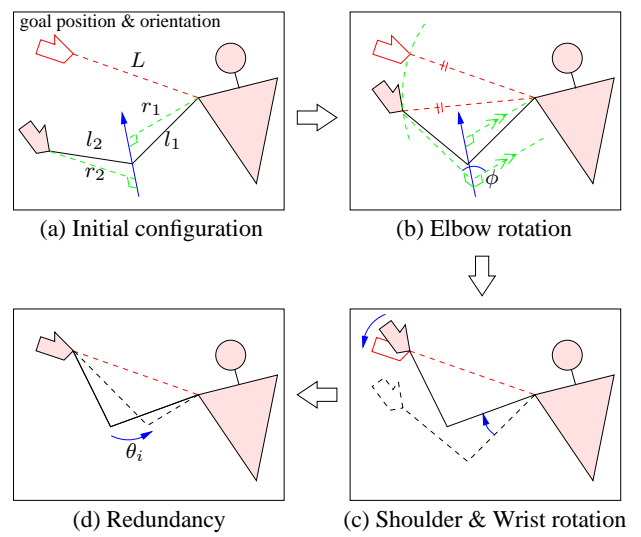 goal position & orientation
L
r₁
l₁
l₂
r₂
(a) Initial configuration
ϕ
(b) Elbow rotation
θᵢ
(d) Redundancy
(c) Shoulder & Wrist rotation